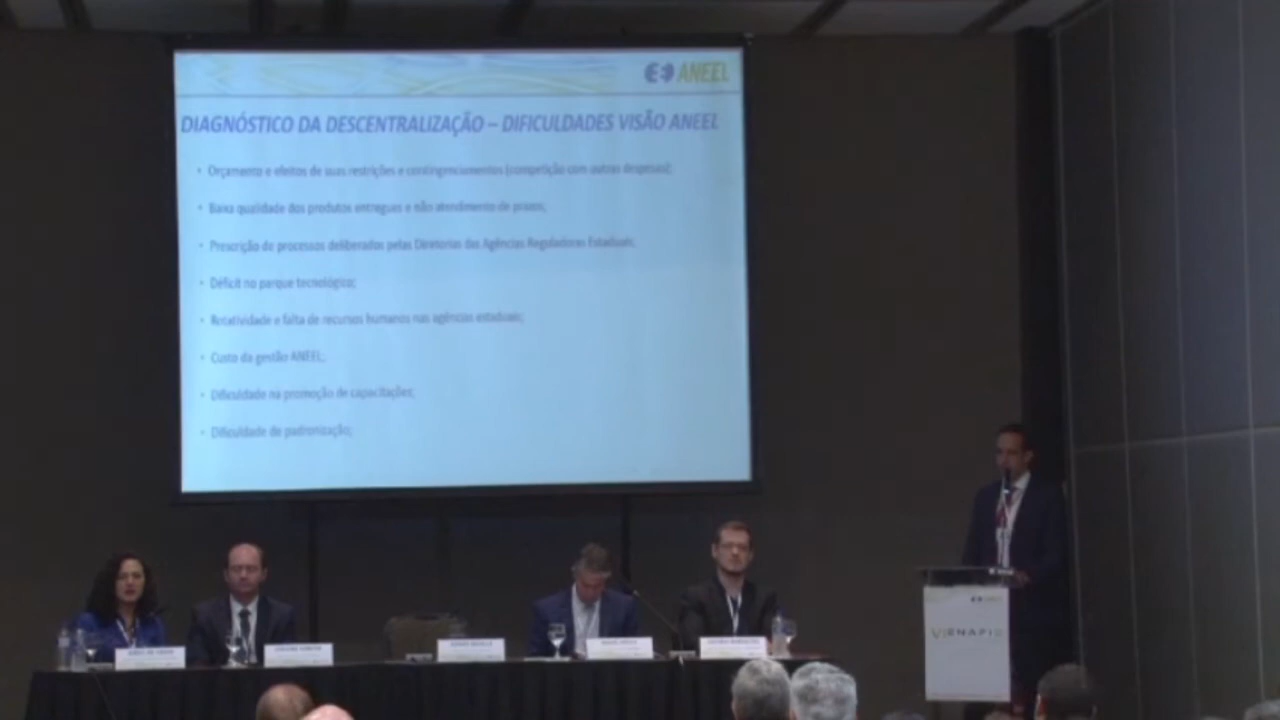 ANEEL
DIAGNÓSTICO DA DESCENTRALIZAÇÃO – DIFICULDADES VISÃO ANEEL
• Orçamento e efeitos de suas restrições e contingenciamentos (competição com outras despesas)
• Baixa qualidade dos produtos entregues e não atendimento de prazo;
• Prescrição de processos deliberados pelas Diretorias das Agências Reguladoras Estaduais;
• Déficit no parque tecnológico;
• Rotatividade e falta de recursos humanos nas agências estaduais;
• Custo da gestão ANEEL;
• Dificuldade na promoção de capacitações;
• Dificuldade de padronização;